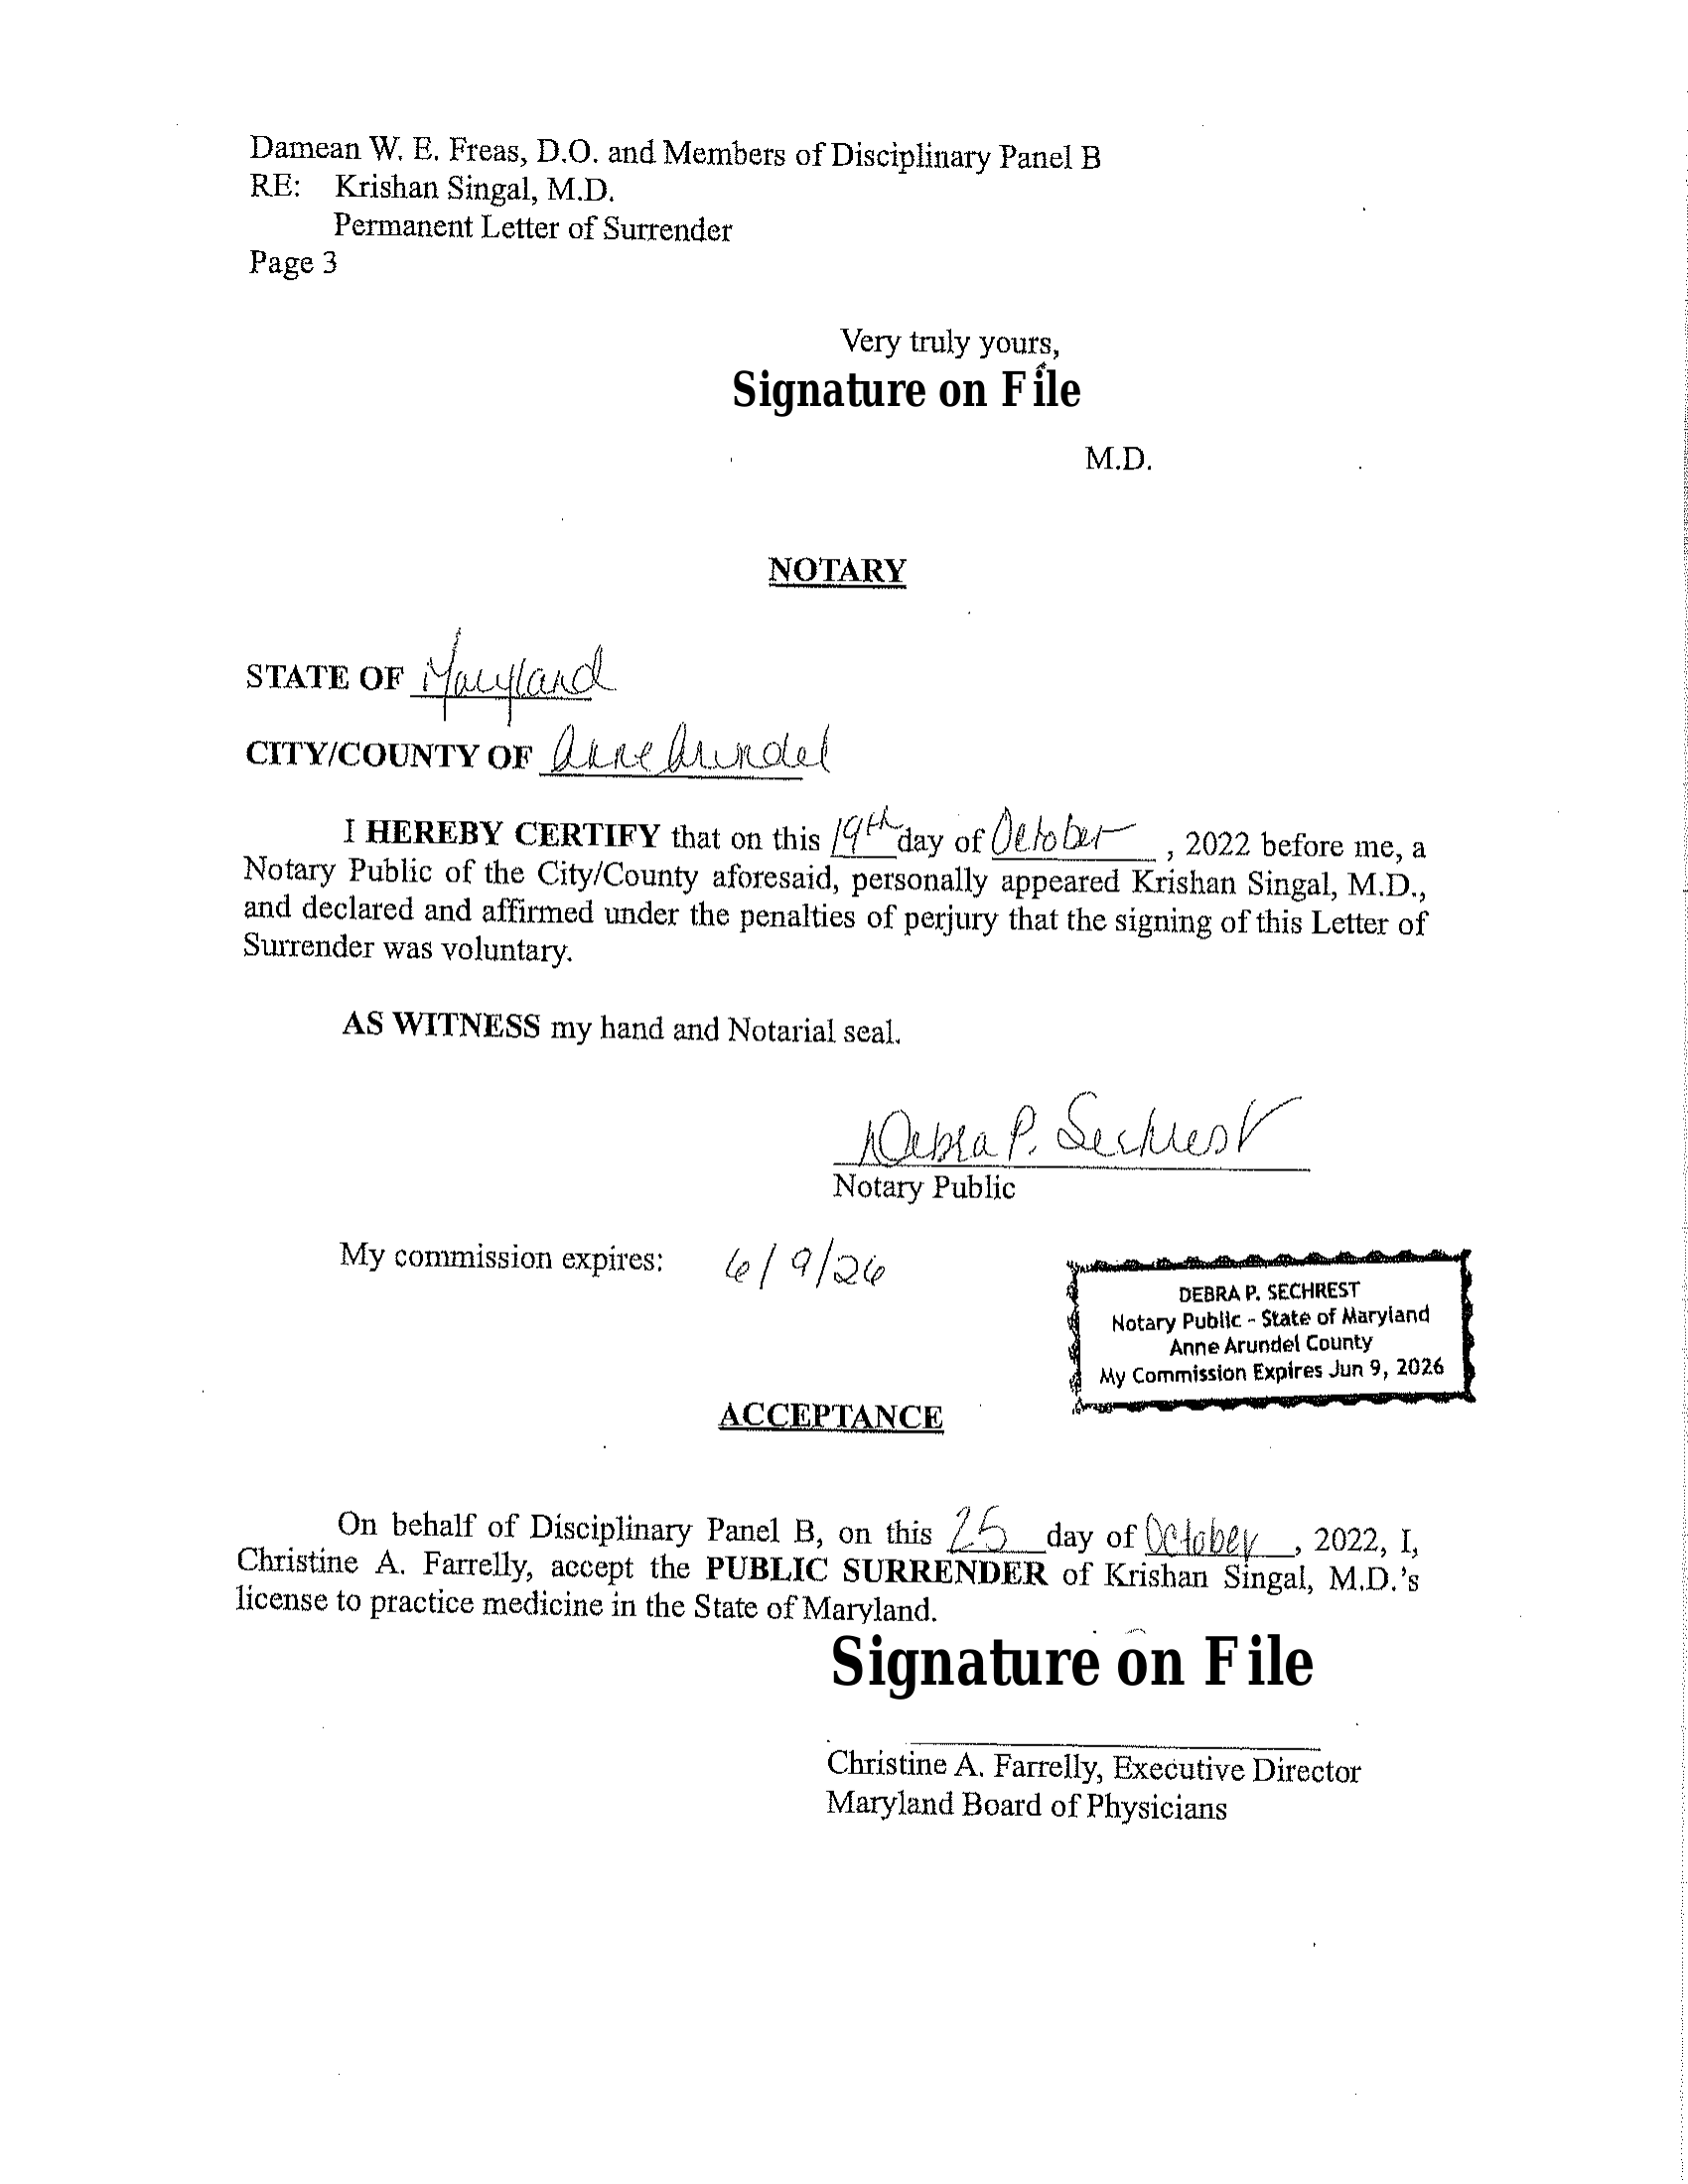 Damean W. E. Freas, D.O. and Members of Disciplinary Panel B
RE: Krishan Singal, M.D.
Permanent Letter of Surrender
Page 3
Very truly yours,
Signature on File
M.D.
NOTARY
STATE OF Maryland
CITY/COUNTY OF Anne Arundel
I HEREBY CERTIFY that on this 19th day of October, 2022 before me, a
Notary Public of the City/County aforesaid, personally appeared Krishan Singal, M.D.,
and declared and affirmed under the penalties of perjury that the signing of this Letter of
Surrender was voluntary.
AS WITNESS my hand and Notarial seal.
Debra P. Sechrest
Notary Public
My commission expires: 6/9/26
DEBRA P. SECHREST
Notary Public - State of Maryland
Anne Arundel County
My Commission Expires Jun 9, 2026
ACCEPTANCE
On behalf of Disciplinary Panel B, on this 25 day of October, 2022, I,
Christine A. Farrelly, accept the PUBLIC SURRENDER of Krishan Singal, M.D.'s
license to practice medicine in the State of Maryland.
Signature on File
Christine A. Farrelly, Executive Director
Maryland Board of Physicians